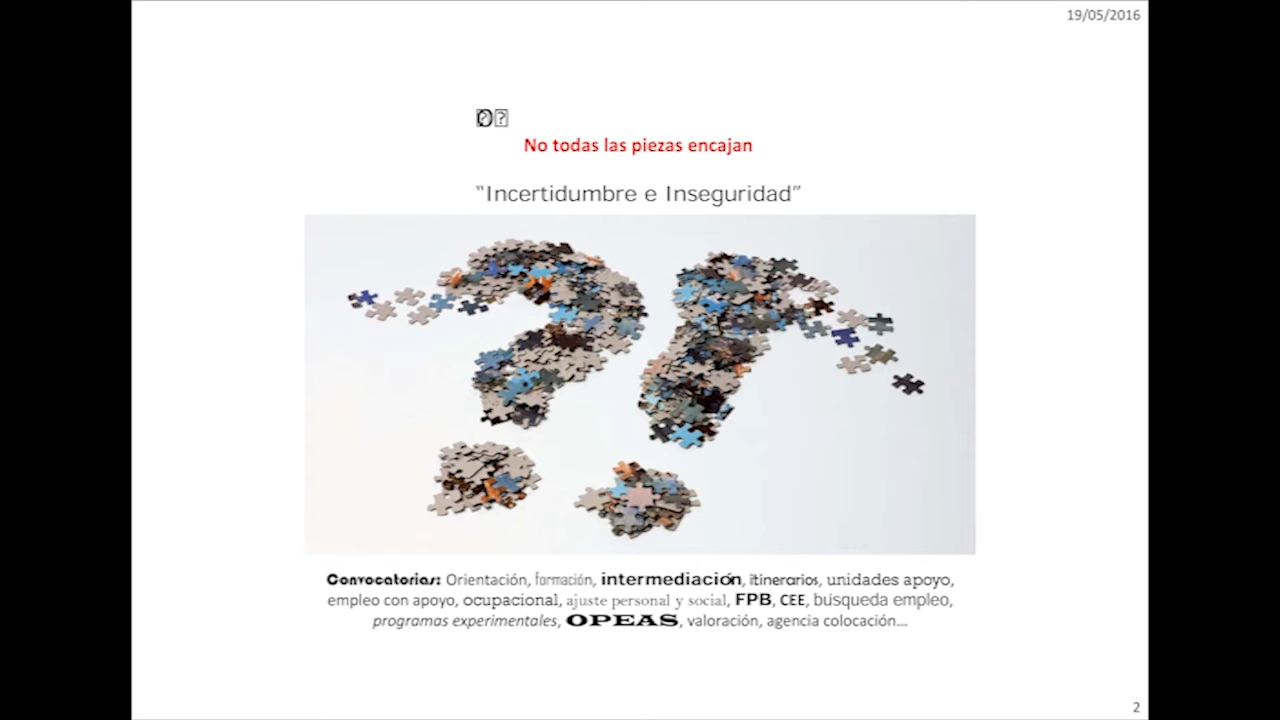 19/05/2016
No todas las piezas encajan
“Incertidumbre e Inseguridad”
Convocatorias: Orientación, formación, intermediación, itinerarios, unidades apoyo,
empleo con apoyo, ocupacional, ajuste personal y social, FPB, CEE, búsqueda empleo,
programas experimentales, OPEAS, valoración, agencia colocación...
2